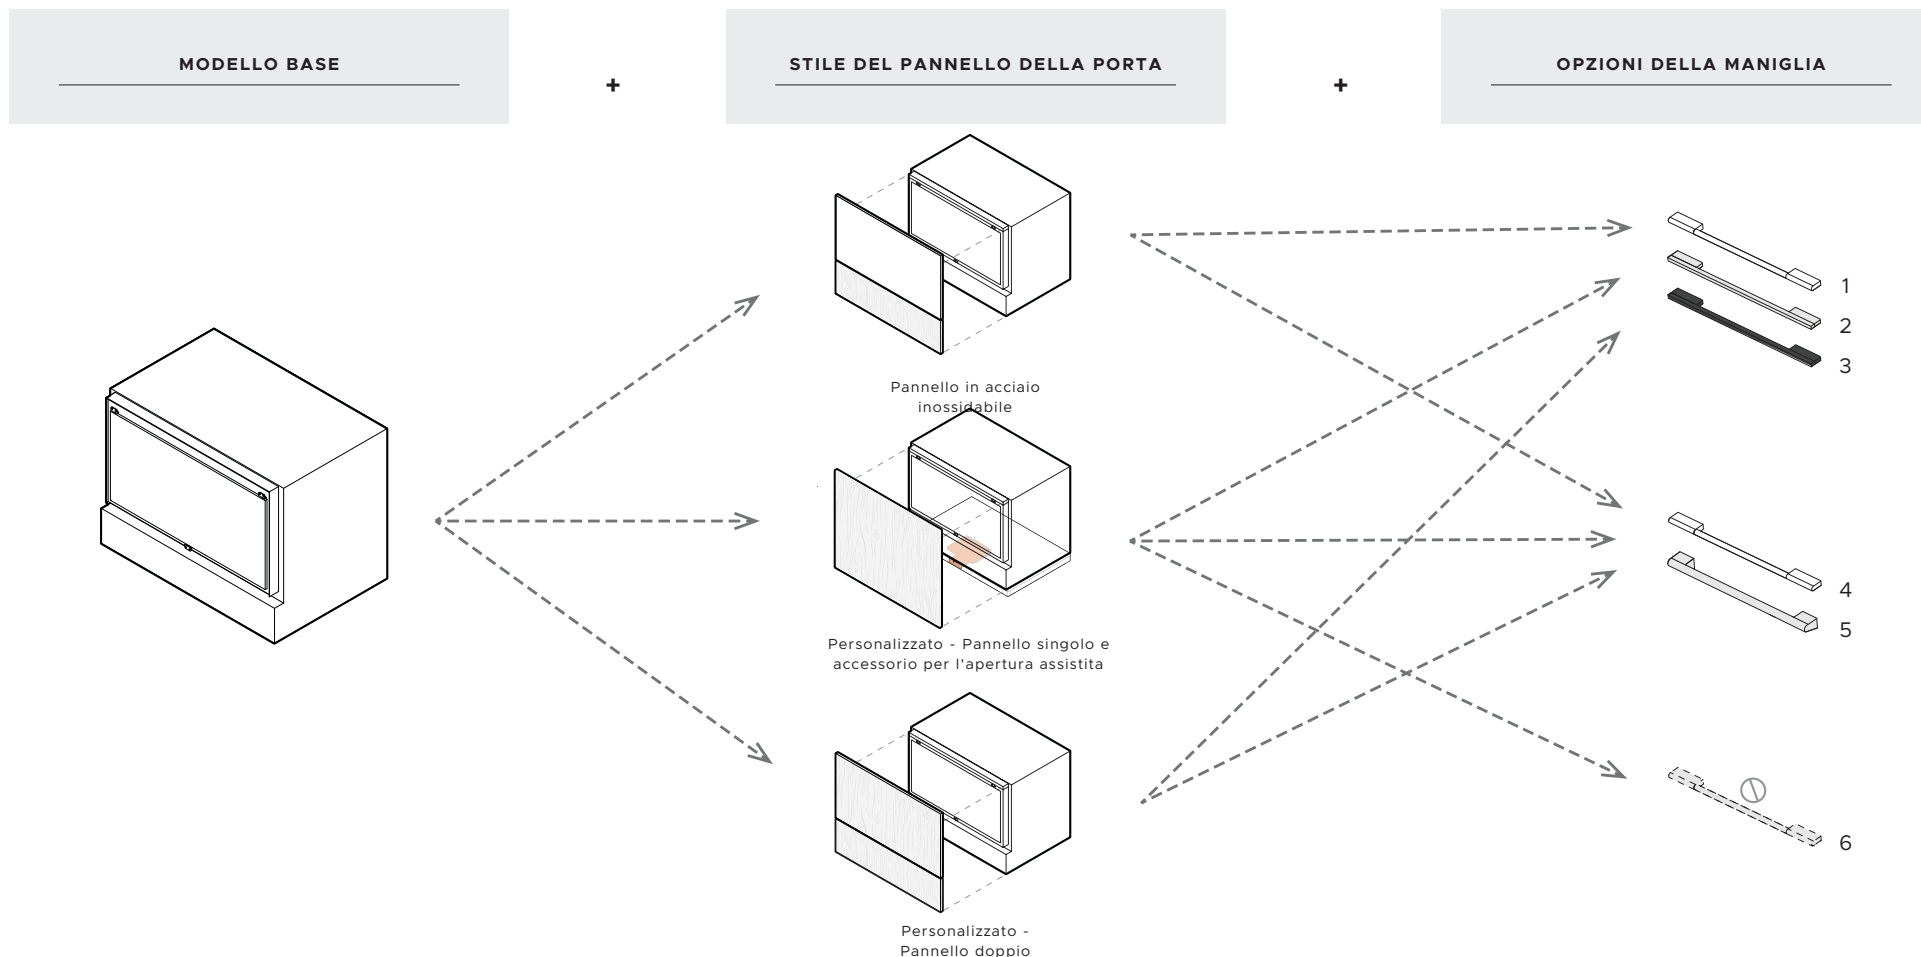 MODELLO BASE
+
STILE DEL PANNELLO DELLA PORTA
+
OPZIONI DELLA MANIGLIA
Pannello in acciaio
inossidabile
Personalizzato - Pannello singolo e
accessorio per l'apertura assistita
Personalizzato -
Pannello doppio
1
2
3
4
5
6